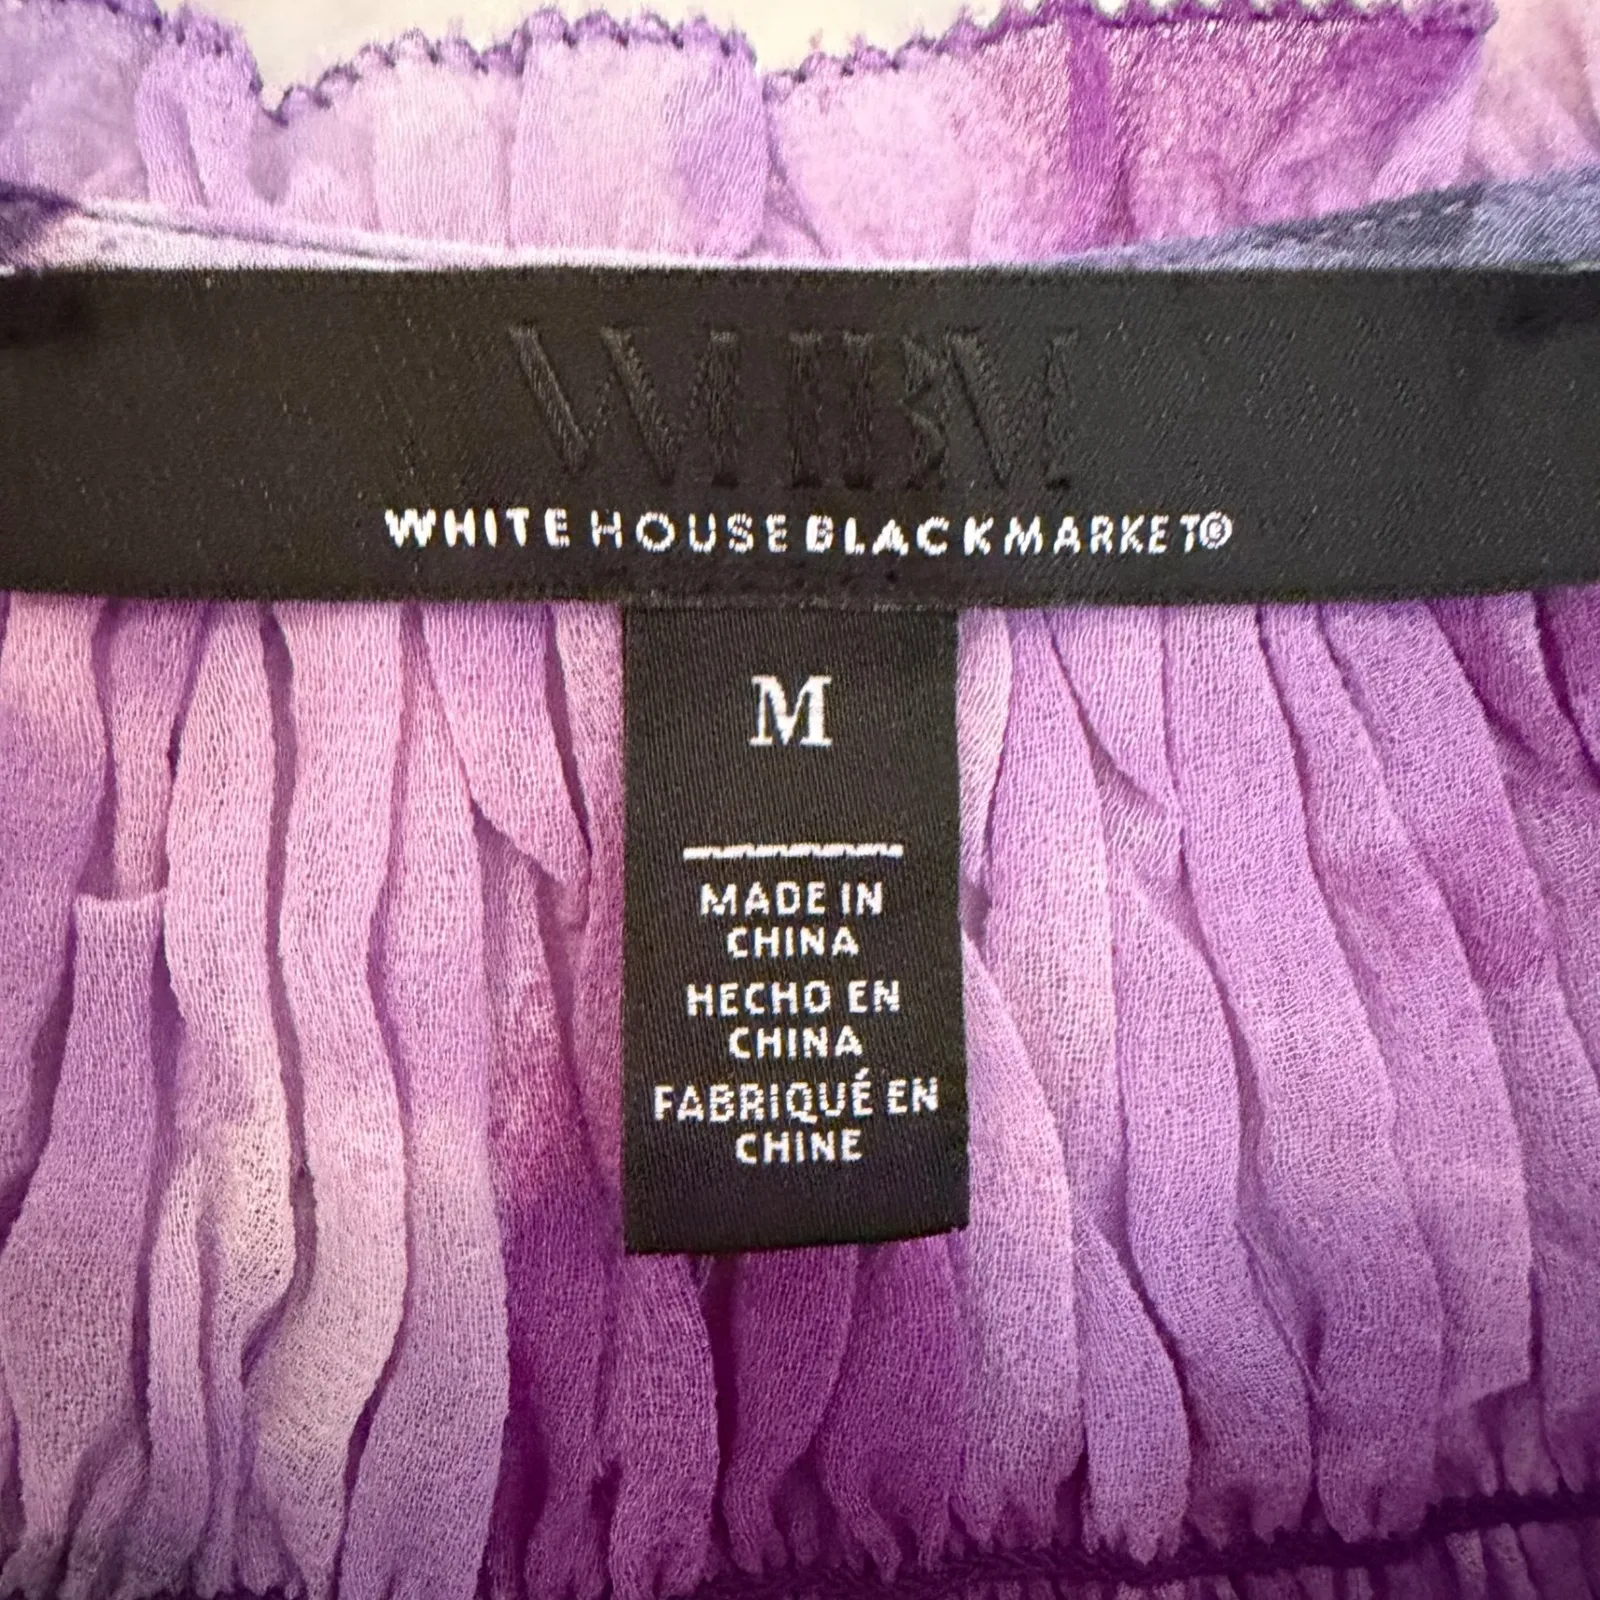 WHBM
WHITE HOUSE BLACK MARKET®
M
MADE IN
CHINA
HECHO EN
CHINA
FABRIQUÉ EN
CHINE